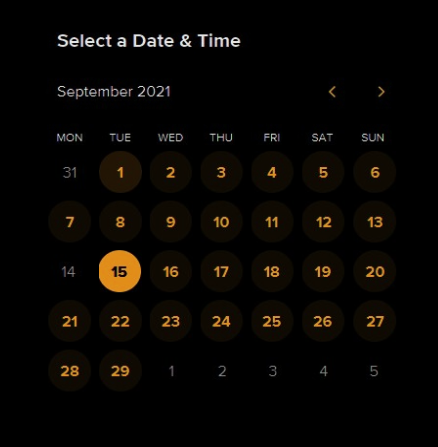 Select a Date & Time
September 2021
MON TUE WED THU FRI SAT SUN
31 1 2 3 4 5 6
7 8 9 10 11 12 13
14 15 16 17 18 19 20
21 22 23 24 25 26 27
28 29 1 2 3 4 5